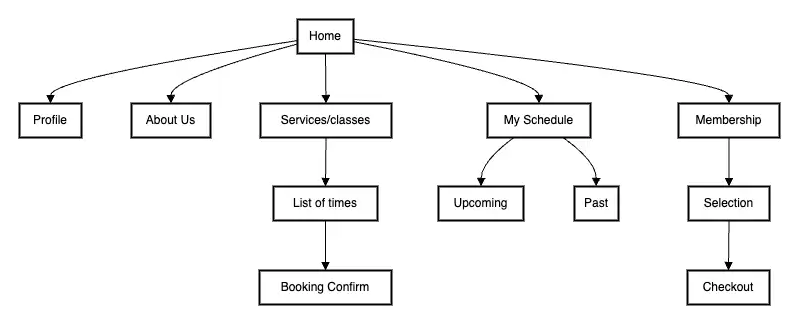 Home
Profile
About Us
Services/classes
My Schedule
Membership
List of times
Upcoming
Past
Selection
Booking Confirm
Checkout